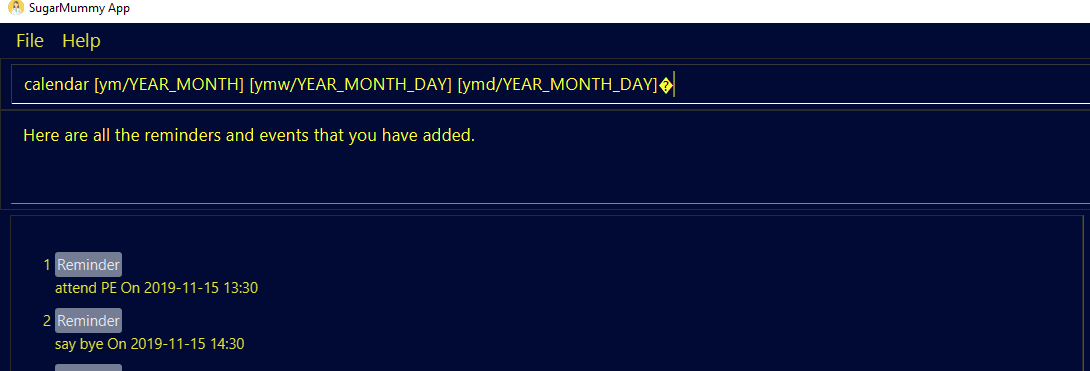 SugarMummy App
File Help
calendar [ym/YEAR_MONTH] [ymw/YEAR_MONTH_DAY] [ymd/YEAR_MONTH_DAY]�
Here are all the reminders and events that you have added.
1 Reminder
attend PE On 2019-11-15 13:30
2 Reminder
say bye On 2019-11-15 14:30